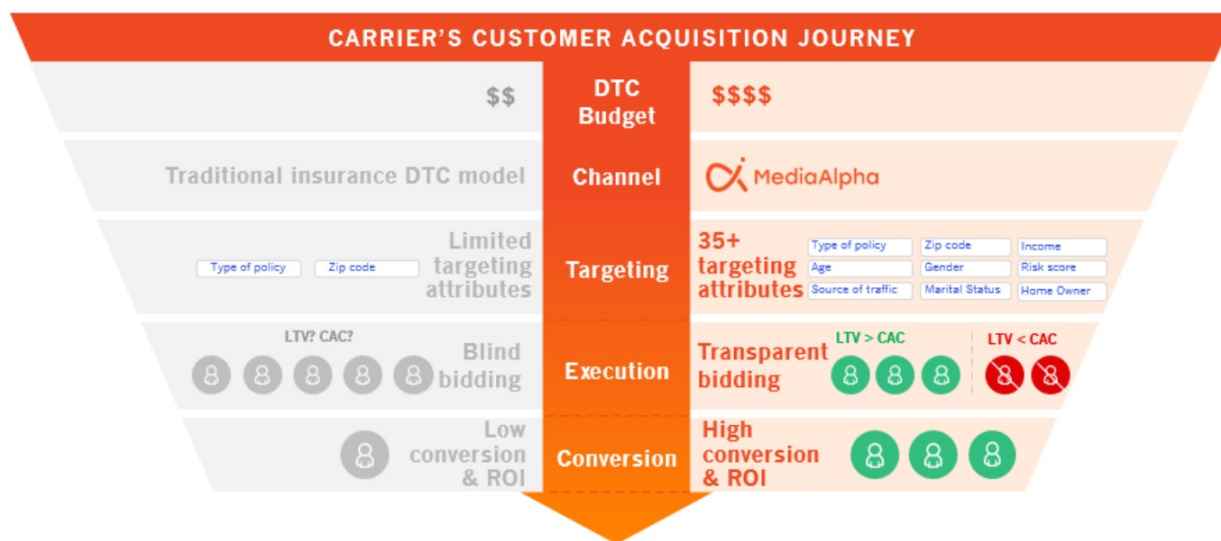 CARRIER'S CUSTOMER ACQUISITION JOURNEY
$$
DTC
Budget
$$$$
Traditional insurance DTC model
Channel
MediaAlpha
Type of policy
Zip code
Limited
targeting
attributes
Targeting
35+
targeting
attributes
Type of policy
Zip code
Income
Age
Gender
Risk score
Source of traffic
Marital Status
Home Owner
LTV? CAC?
Blind
bidding
Execution
Transparent
bidding
LTV > CAC
LTV < CAC
Low
conversion
& ROI
Conversion
High
conversion
& ROI